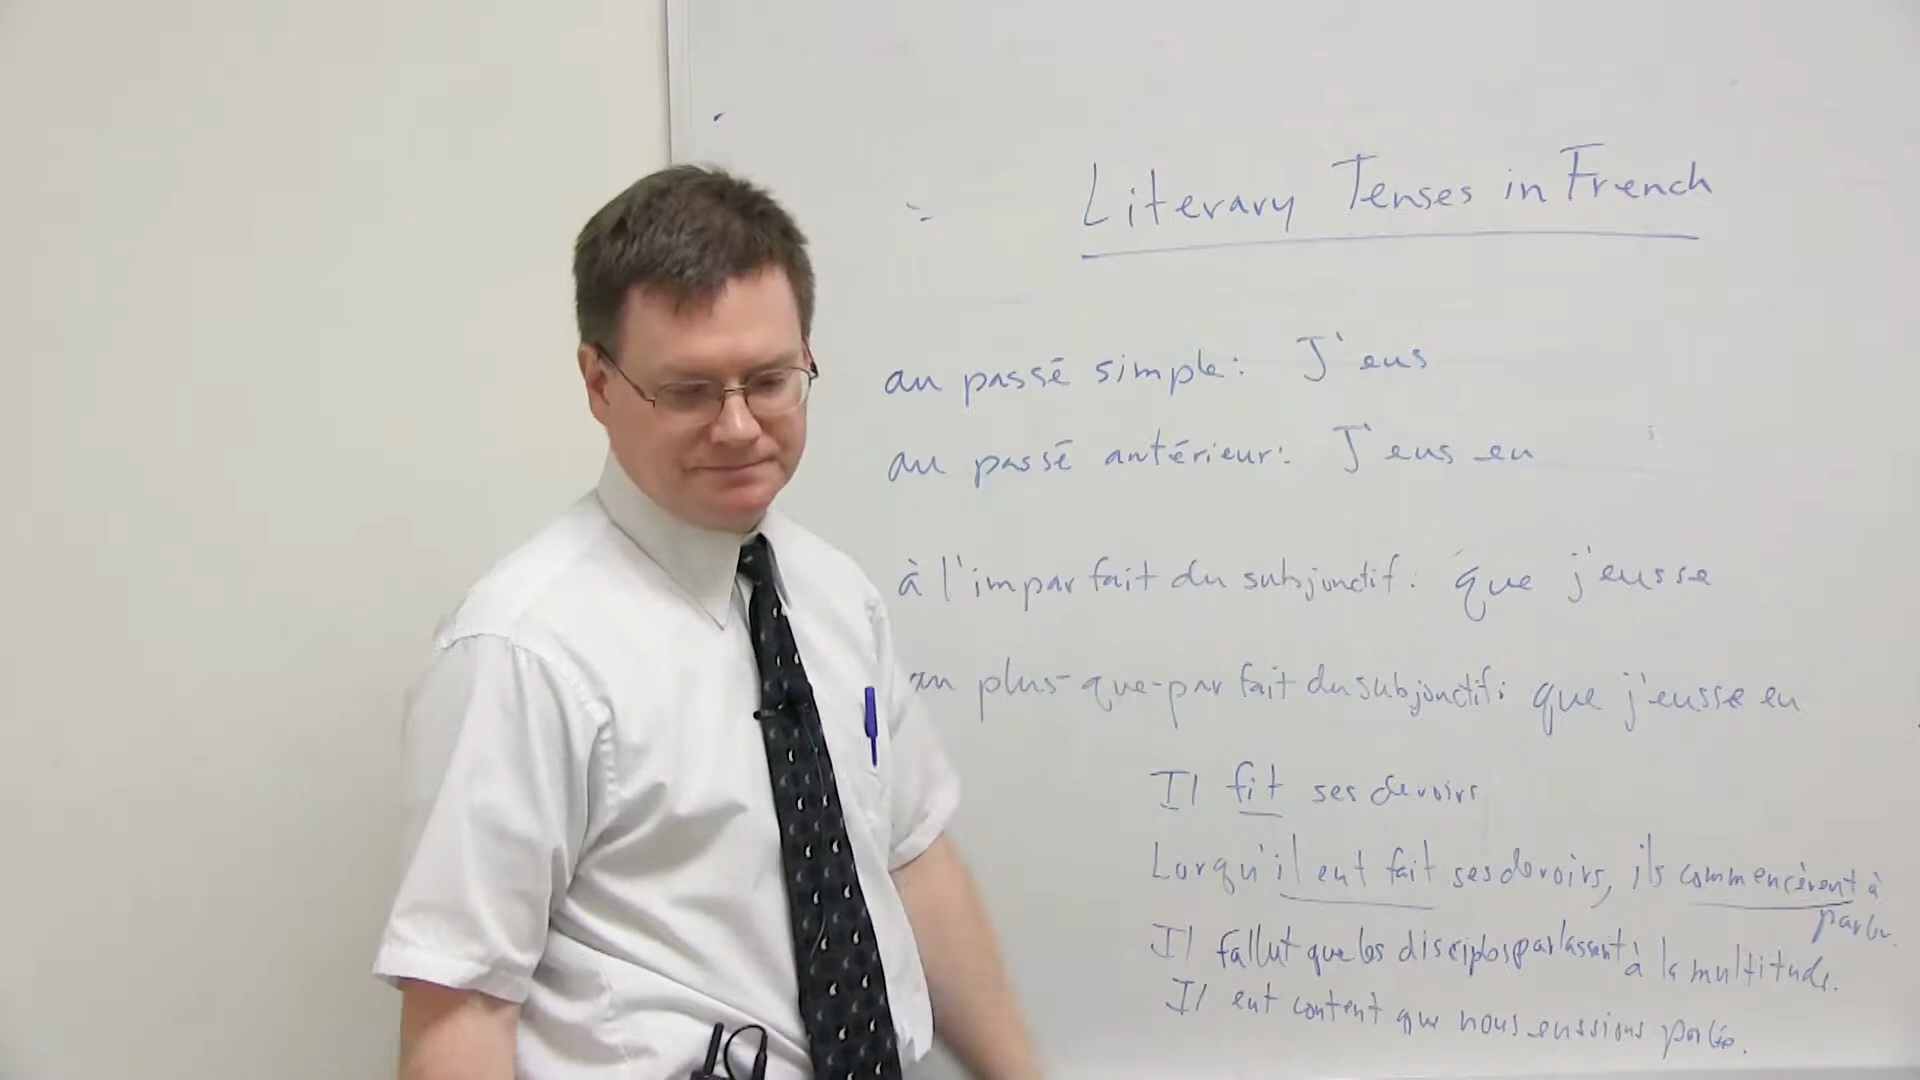 Literary Tenses in French
au passé simple: J'eus
au passé antérieur: J'eus eu
à l'imparfait du subjonctif: que j'eusse
au plus-que-parfait du subjonctif: que j'eusse eu
Il fit ses devoirs
Lorqu'il eut fait ses devoirs, ils commencèrent à
parler.
Il fallut que les disciples parlassent à la multitude.
Il eut content que nous eussions parlé.